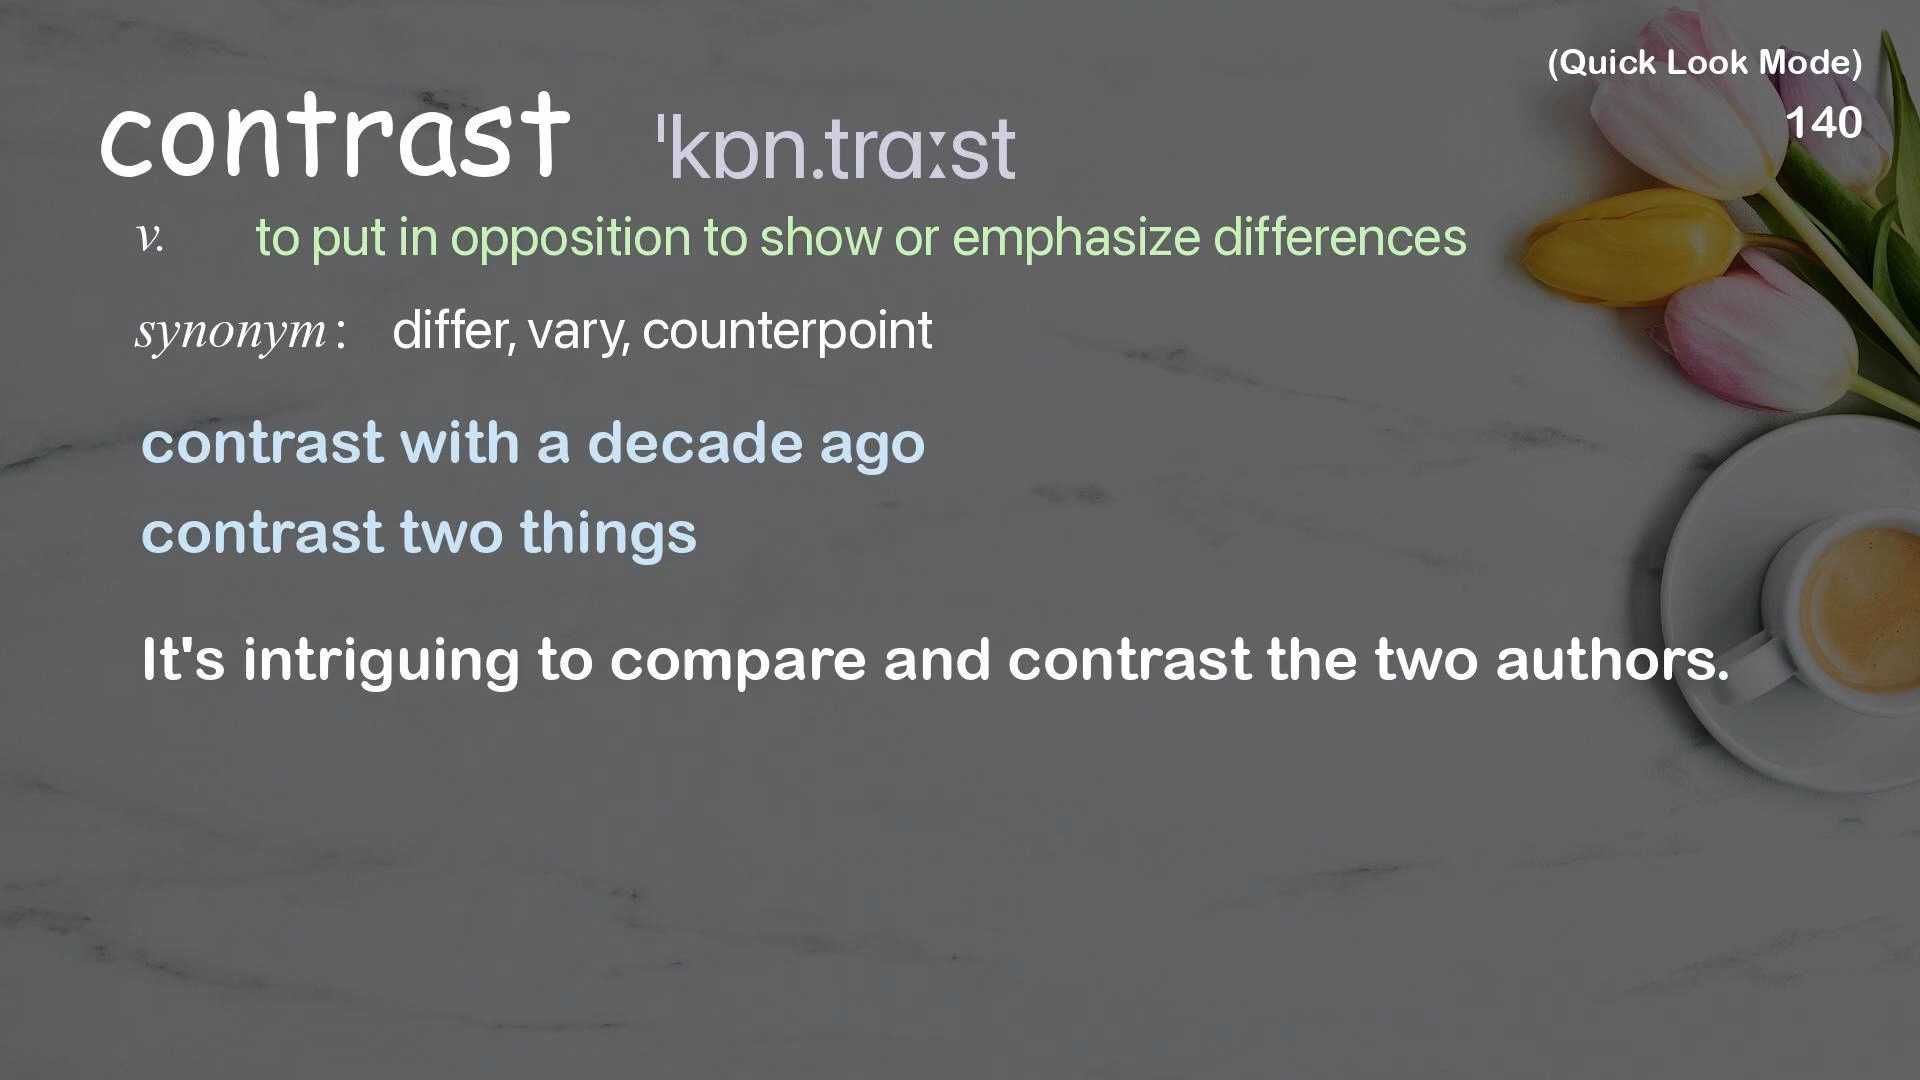 (Quick Look Mode)
140
contrast ˈkɒn.trɑːst
v. to put in opposition to show or emphasize differences
synonym : differ, vary, counterpoint
contrast with a decade ago
contrast two things
It's intriguing to compare and contrast the two authors.